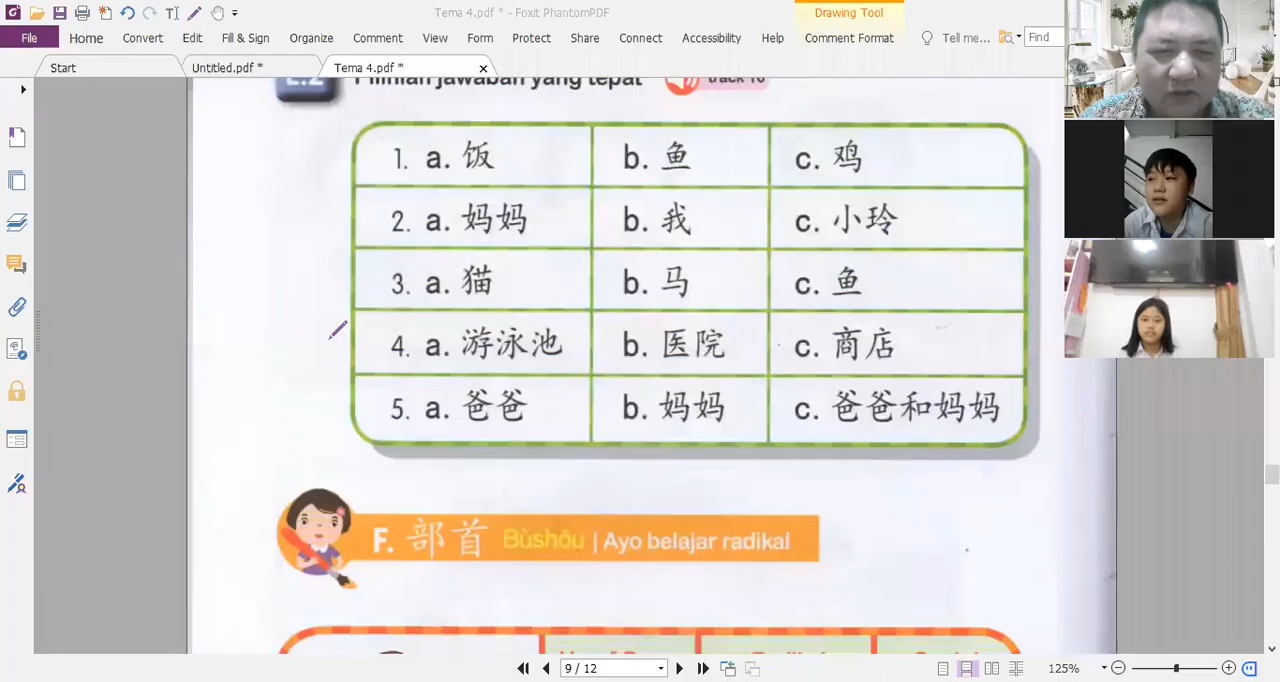 Tema 4.pdf * - Foxit PhantomPDF
Drawing Tool
File Home Convert Edit Fill & Sign Organize Comment View Form Protect Share Connect Accessibility Help Comment Format Tell me... Find
Start Untitled.pdf * Tema 4.pdf *
jawaban yang tepat
1. a. 饭 b. 鱼 c. 鸡
2. a. 妈妈 b. 我 c. 小玲
3. a. 猫 b. 马 c. 鱼
4. a. 游泳池 b. 医院 c. 商店
5. a. 爸爸 b. 妈妈 c. 爸爸和妈妈
F. 部首 Bùshǒu | Ayo belajar radikal
9 / 12
125%